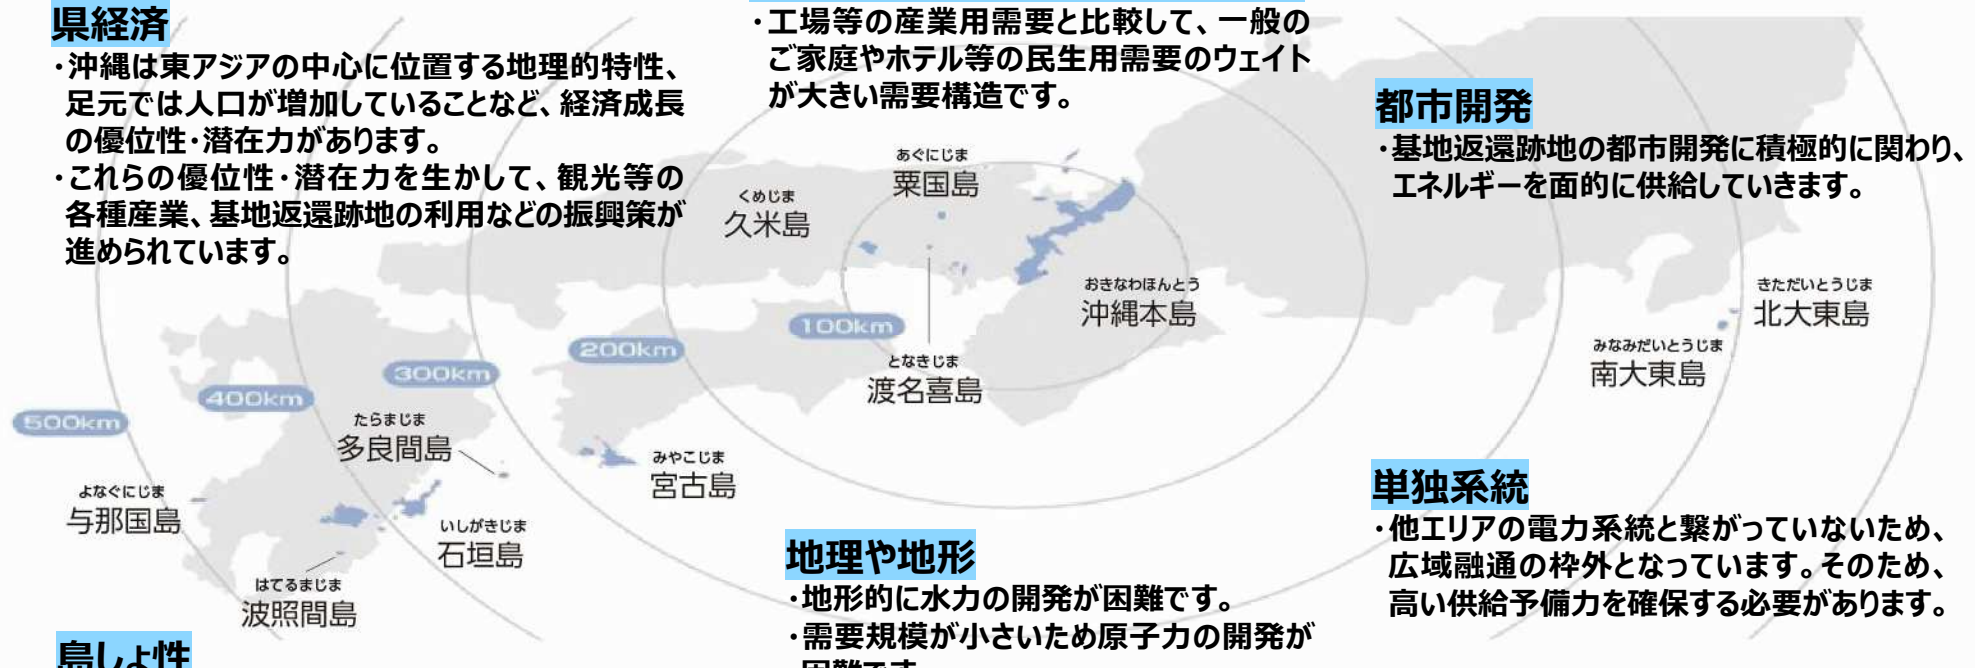 県経済
・沖縄は東アジアの中心に位置する地理的特性、
足元では人口が増加していることなど、経済成長
の優位性・潜在力があります。
・これらの優位性・潜在力を生かして、観光等の
各種産業、基地返還跡地の利用などの振興策が
進められています。
・工場等の産業用需要と比較して、一般の
ご家庭やホテル等の民生用需要のウェイト
が大きい需要構造です。
都市開発
・基地返還跡地の都市開発に積極的に関わり、
エネルギーを面的に供給していきます。
あぐにじま
粟国島
くめじま
久米島
おきなわほんとう
沖縄本島
きただいとうじま
北大東島
みなみだいとうじま
南大東島
となきじま
渡名喜島
100km
200km
300km
400km
500km
たらまじま
多良間島
みやこじま
宮古島
よなぐにじま
与那国島
いしがきじま
石垣島
はてるまじま
波照間島
単独系統
・他エリアの電力系統と繋がっていないため、
広域融通の枠外となっています。そのため、
高い供給予備力を確保する必要があります。
地理や地形
・地形的に水力の開発が困難です。
・需要規模が小さいため原子力の開発が
困難です
島しょ性